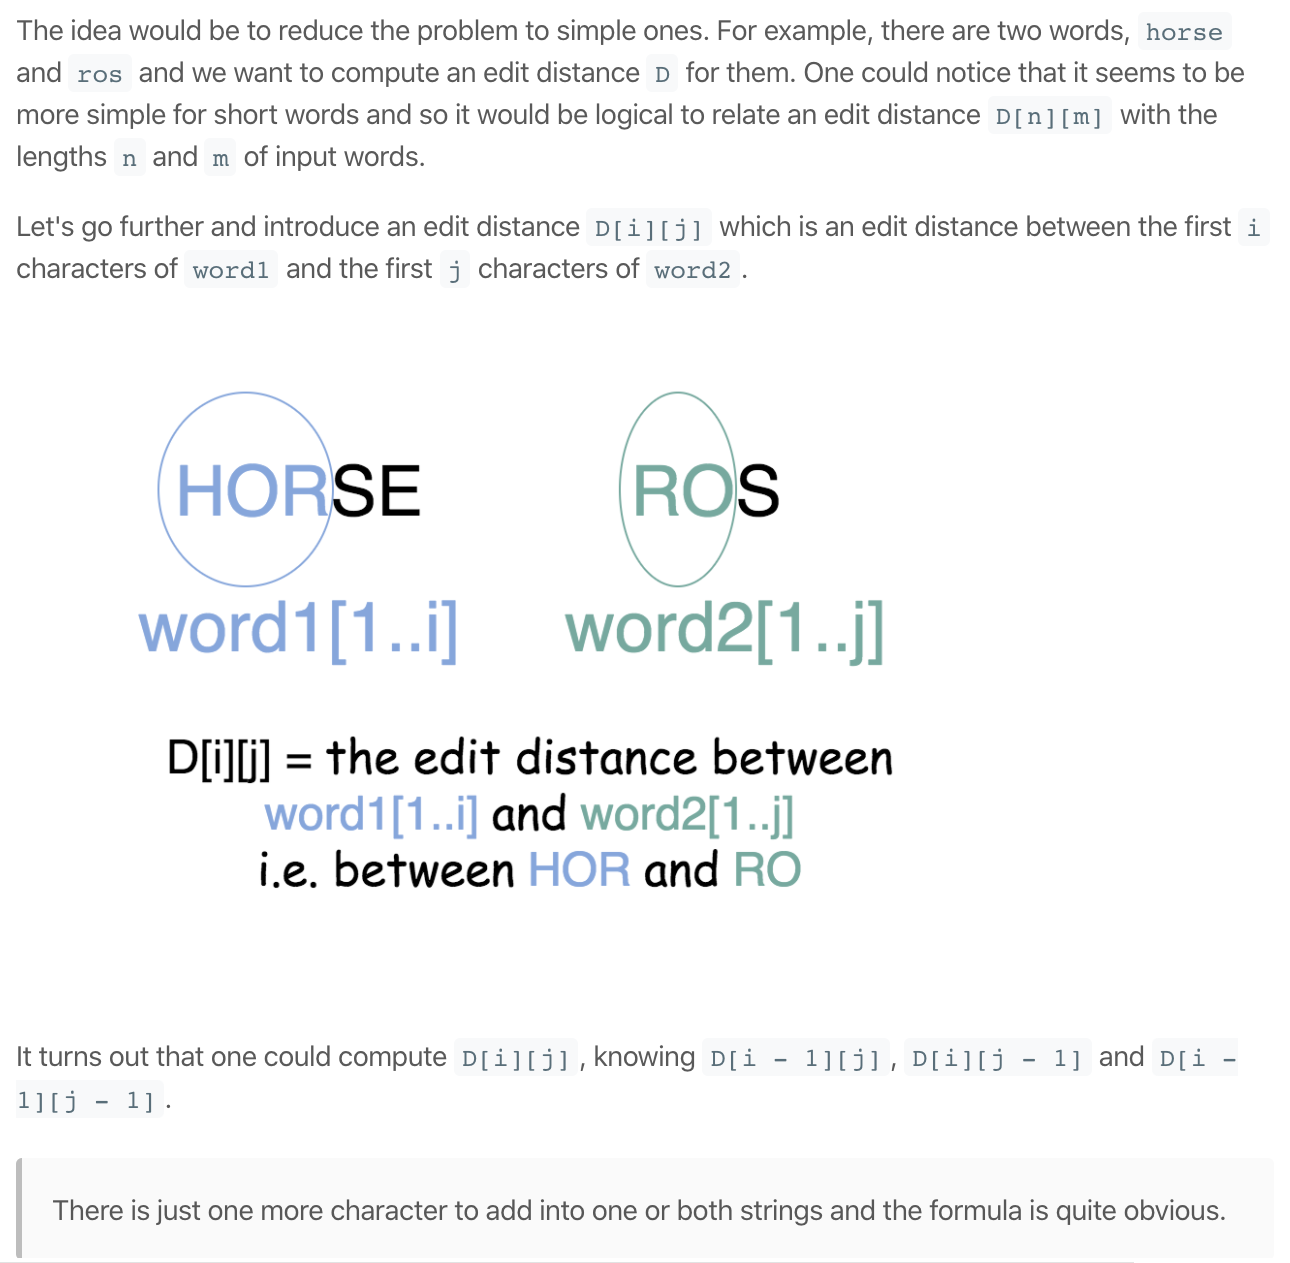 The idea would be to reduce the problem to simple ones. For example, there are two words, horse
and ros and we want to compute an edit distance D for them. One could notice that it seems to be
more simple for short words and so it would be logical to relate an edit distance D[n][m] with the
lengths n and m of input words.
Let's go further and introduce an edit distance D[i][j] which is an edit distance between the first i
characters of word1 and the first j characters of word2 .
HORSE ROS
word1[1..i] word2[1..j]
D[i][j] = the edit distance between
word1[1..i] and word2[1..j]
i.e. between HOR and RO
It turns out that one could compute D[i][j] , knowing D[i - 1][j] , D[i][j - 1] and D[i -
1][j - 1] .
There is just one more character to add into one or both strings and the formula is quite obvious.